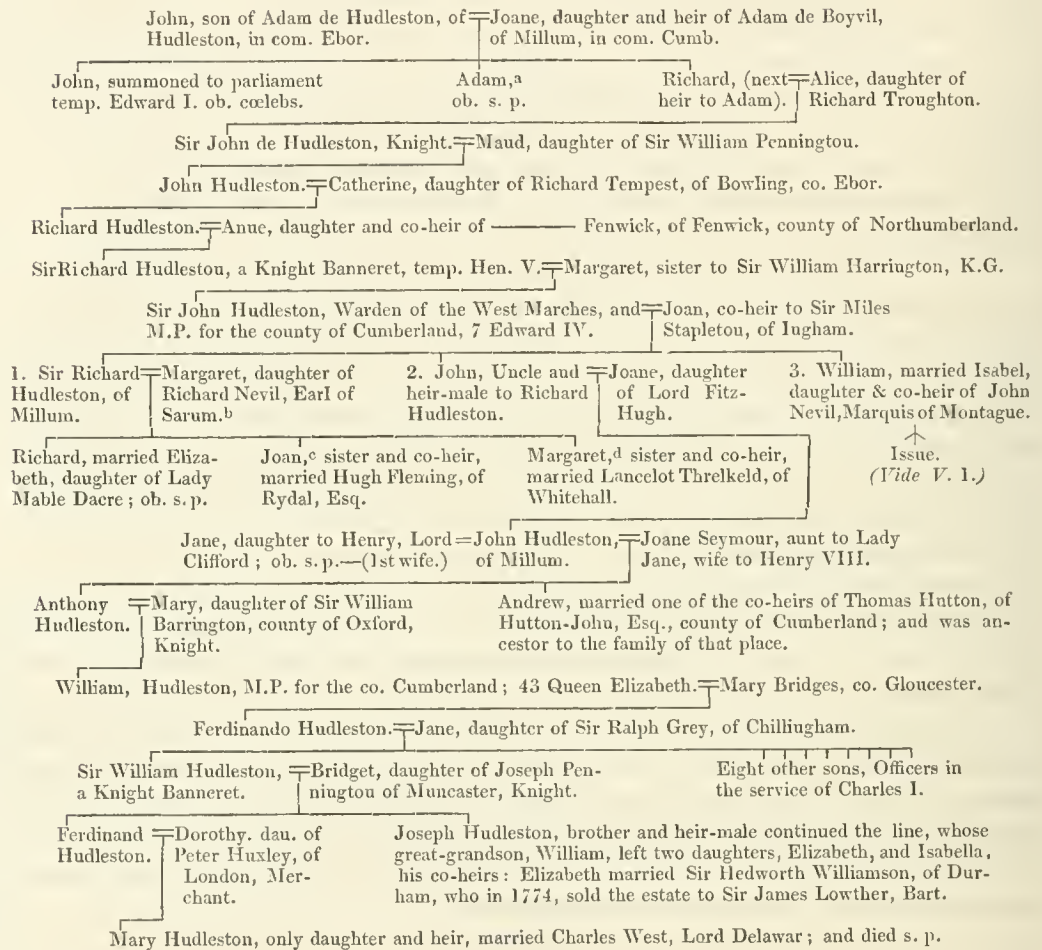 John, son of Adam de Hudleston, of Joane, daughter and heir of Adam de Boyvil,
Hudleston, in com. Ebor. of Millum, in com. Cumb.
John, summoned to parliament Adam,a Richard, (next Alice, daughter of
temp. Edward I. ob. cœlebs. ob. s. p. heir to Adam). Richard Troughton.
Sir John de Hudleston, Knight. Maud, daughter of Sir William Penningtou.
John Hudleston. Catherine, daughter of Richard Tempest, of Bowling, co. Ebor.
Richard Hudleston. Anue, daughter and co-heir of ——— Fenwick, of Fenwick, county of Northumberland.
SirRichard Hudlestou, a Knight Banneret, temp. Hen. V. Margaret, sister to Sir William Harrington, K.G.
Sir John Hudleston, Warden of the West Marches, and Joan, co-heir to Sir Miles
M.P. for the county of Cumberland, 7 Edward IV. Stapletou, of Ingham.
1. Sir Richard
Hudleston, of
Millum.
Margaret, daughter of
Richard Nevil, Earl of
Sarum.b
2. John, Uncle and
heir-male to Richard
Hudleston.
Joane, daughter
of Lord Fitz-
Hugh.
3. William, married Isabel,
daughter & co-heir of John
Nevil, Marquis of Montague.
Issue.
(Vide V. 1.)
Richard, married Eliza-
beth, daughter of Lady
Mable Dacre ; ob. s. p.
Joan,c sister and co-heir,
married Hugh Fleming, of
Rydal, Esq.
Margaret,d sister and co-heir,
married Lancelot Threlkeld, of
Whitehall.
Jane, daughter to Henry, Lord = John Hudleston, Joane Seymour, aunt to Lady
Clifford ; ob. s. p.—(1st wife.) of Millum. Jane, wife to Henry VIII.
Anthony
Hudleston.
Mary, daughter of Sir William
Barrington, county of Oxford,
Knight.
Andrew, married one of the co-heirs of Thomas Hutton, of
Hutton-John, Esq., county of Cumberland ; aud was an-
cestor to the family of that place.
William, Hudleston, M.P. for the co. Cumberland ; 43 Queen Elizabeth. Mary Bridges, co. Gloucester.
Ferdinando Hudleston. Jane, daughter of Sir Ralph Grey, of Chilliugham.
Sir William Hudleston,
a Knight Banneret.
Bridget, daughter of Joseph Pen-
ningtou of Muncaster, Knight.
Eight other sons, Officers in
the service of Charles I.
Ferdinand
Hudleston.
Dorothy. dau. of
Peter Huxley, of
London, Mer-
chant.
Joseph Hudleston, brother and heir-male continued the line, whose
great-grandson, William, left two daughters, Elizabeth, and Isabella,
his co-heirs : Elizabeth married Sir Hedworth Williamson, of Dur-
ham, who in 1774, sold the estate to Sir James Lowther, Bart.
Mary Hudleston, only daughter and heir, married Charles West, Lord Delawar ; and died s. p.